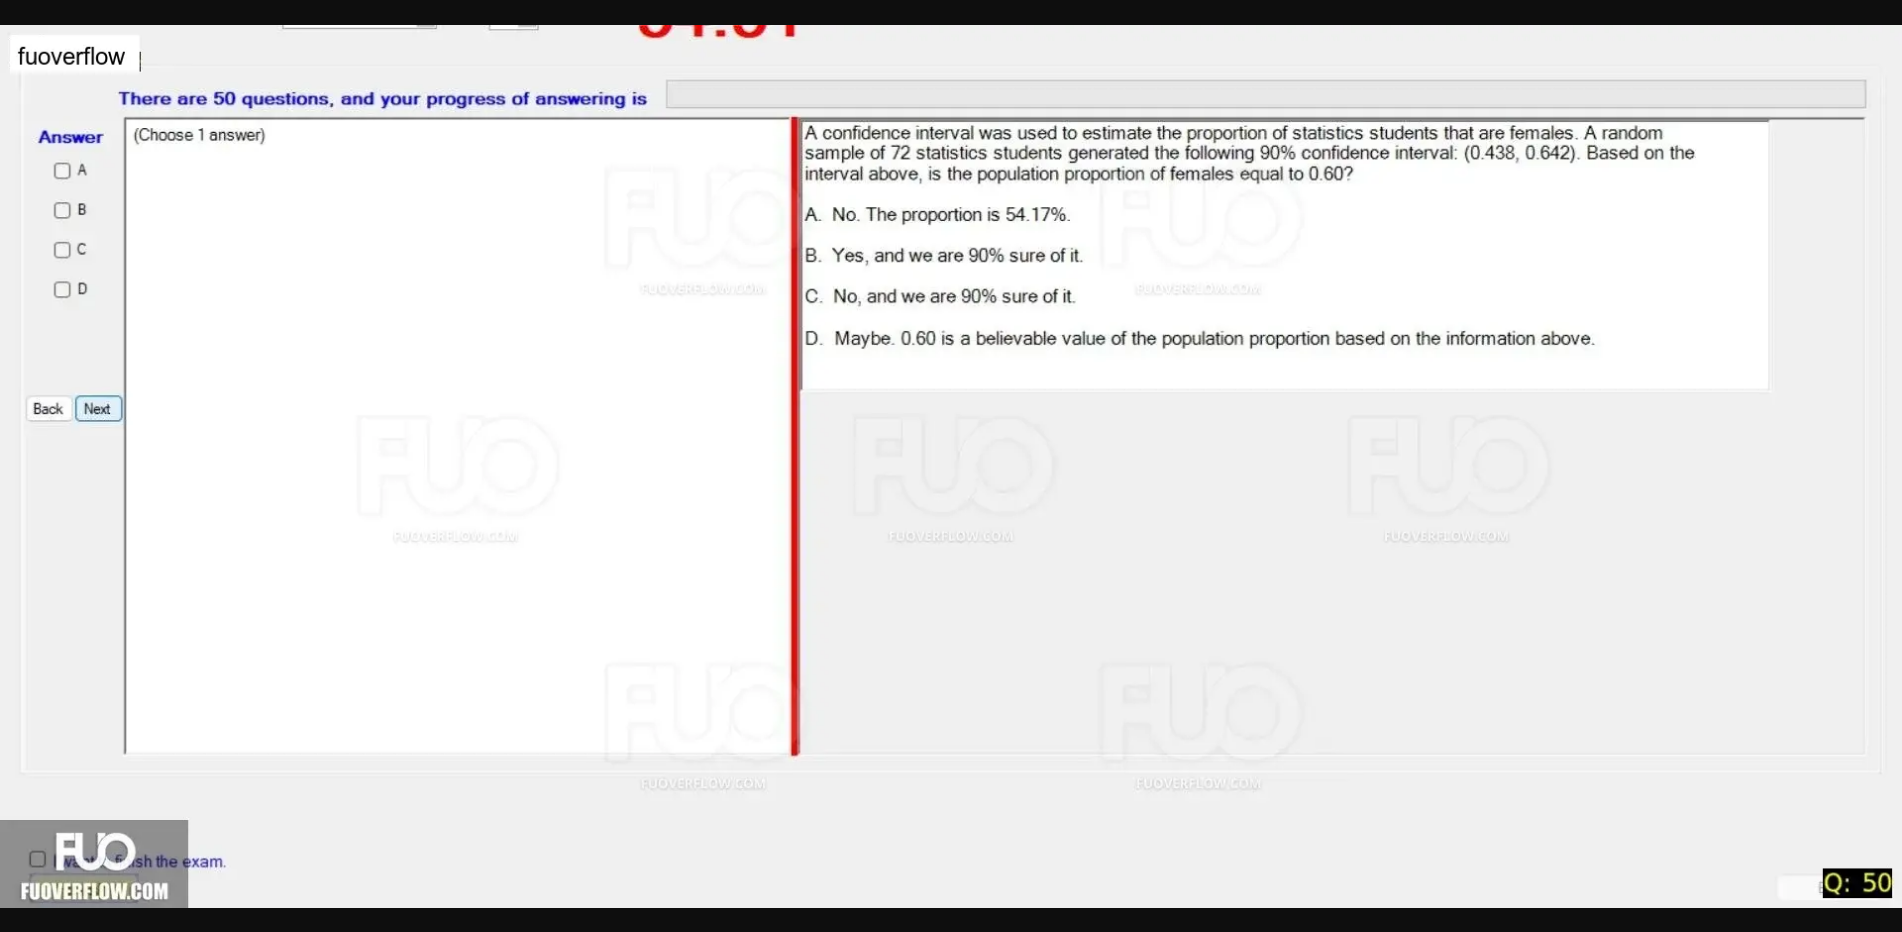 fuoverflow
There are 50 questions, and your progress of answering is
Answer
(Choose 1 answer)
A
B
C
D
Back Next
A confidence interval was used to estimate the proportion of statistics students that are females. A random
sample of 72 statistics students generated the following 90% confidence interval: (0.438, 0.642). Based on the
interval above, is the population proportion of females equal to 0.60?
A. No. The proportion is 54.17%.
B. Yes, and we are 90% sure of it.
C. No, and we are 90% sure of it.
D. Maybe. 0.60 is a believable value of the population proportion based on the information above.
FUO
FUOVERFLOW.COM
FUO
FUOVERFLOW.COM
FUO
FUOVERFLOW.COM
FUO
FUOVERFLOW.COM
FUO
FUOVERFLOW.COM
FUO
FUOVERFLOW.COM
FUO
FUOVERFLOW.COM
the exam.
FUO
FUOVERFLOW.COM
Q: 50